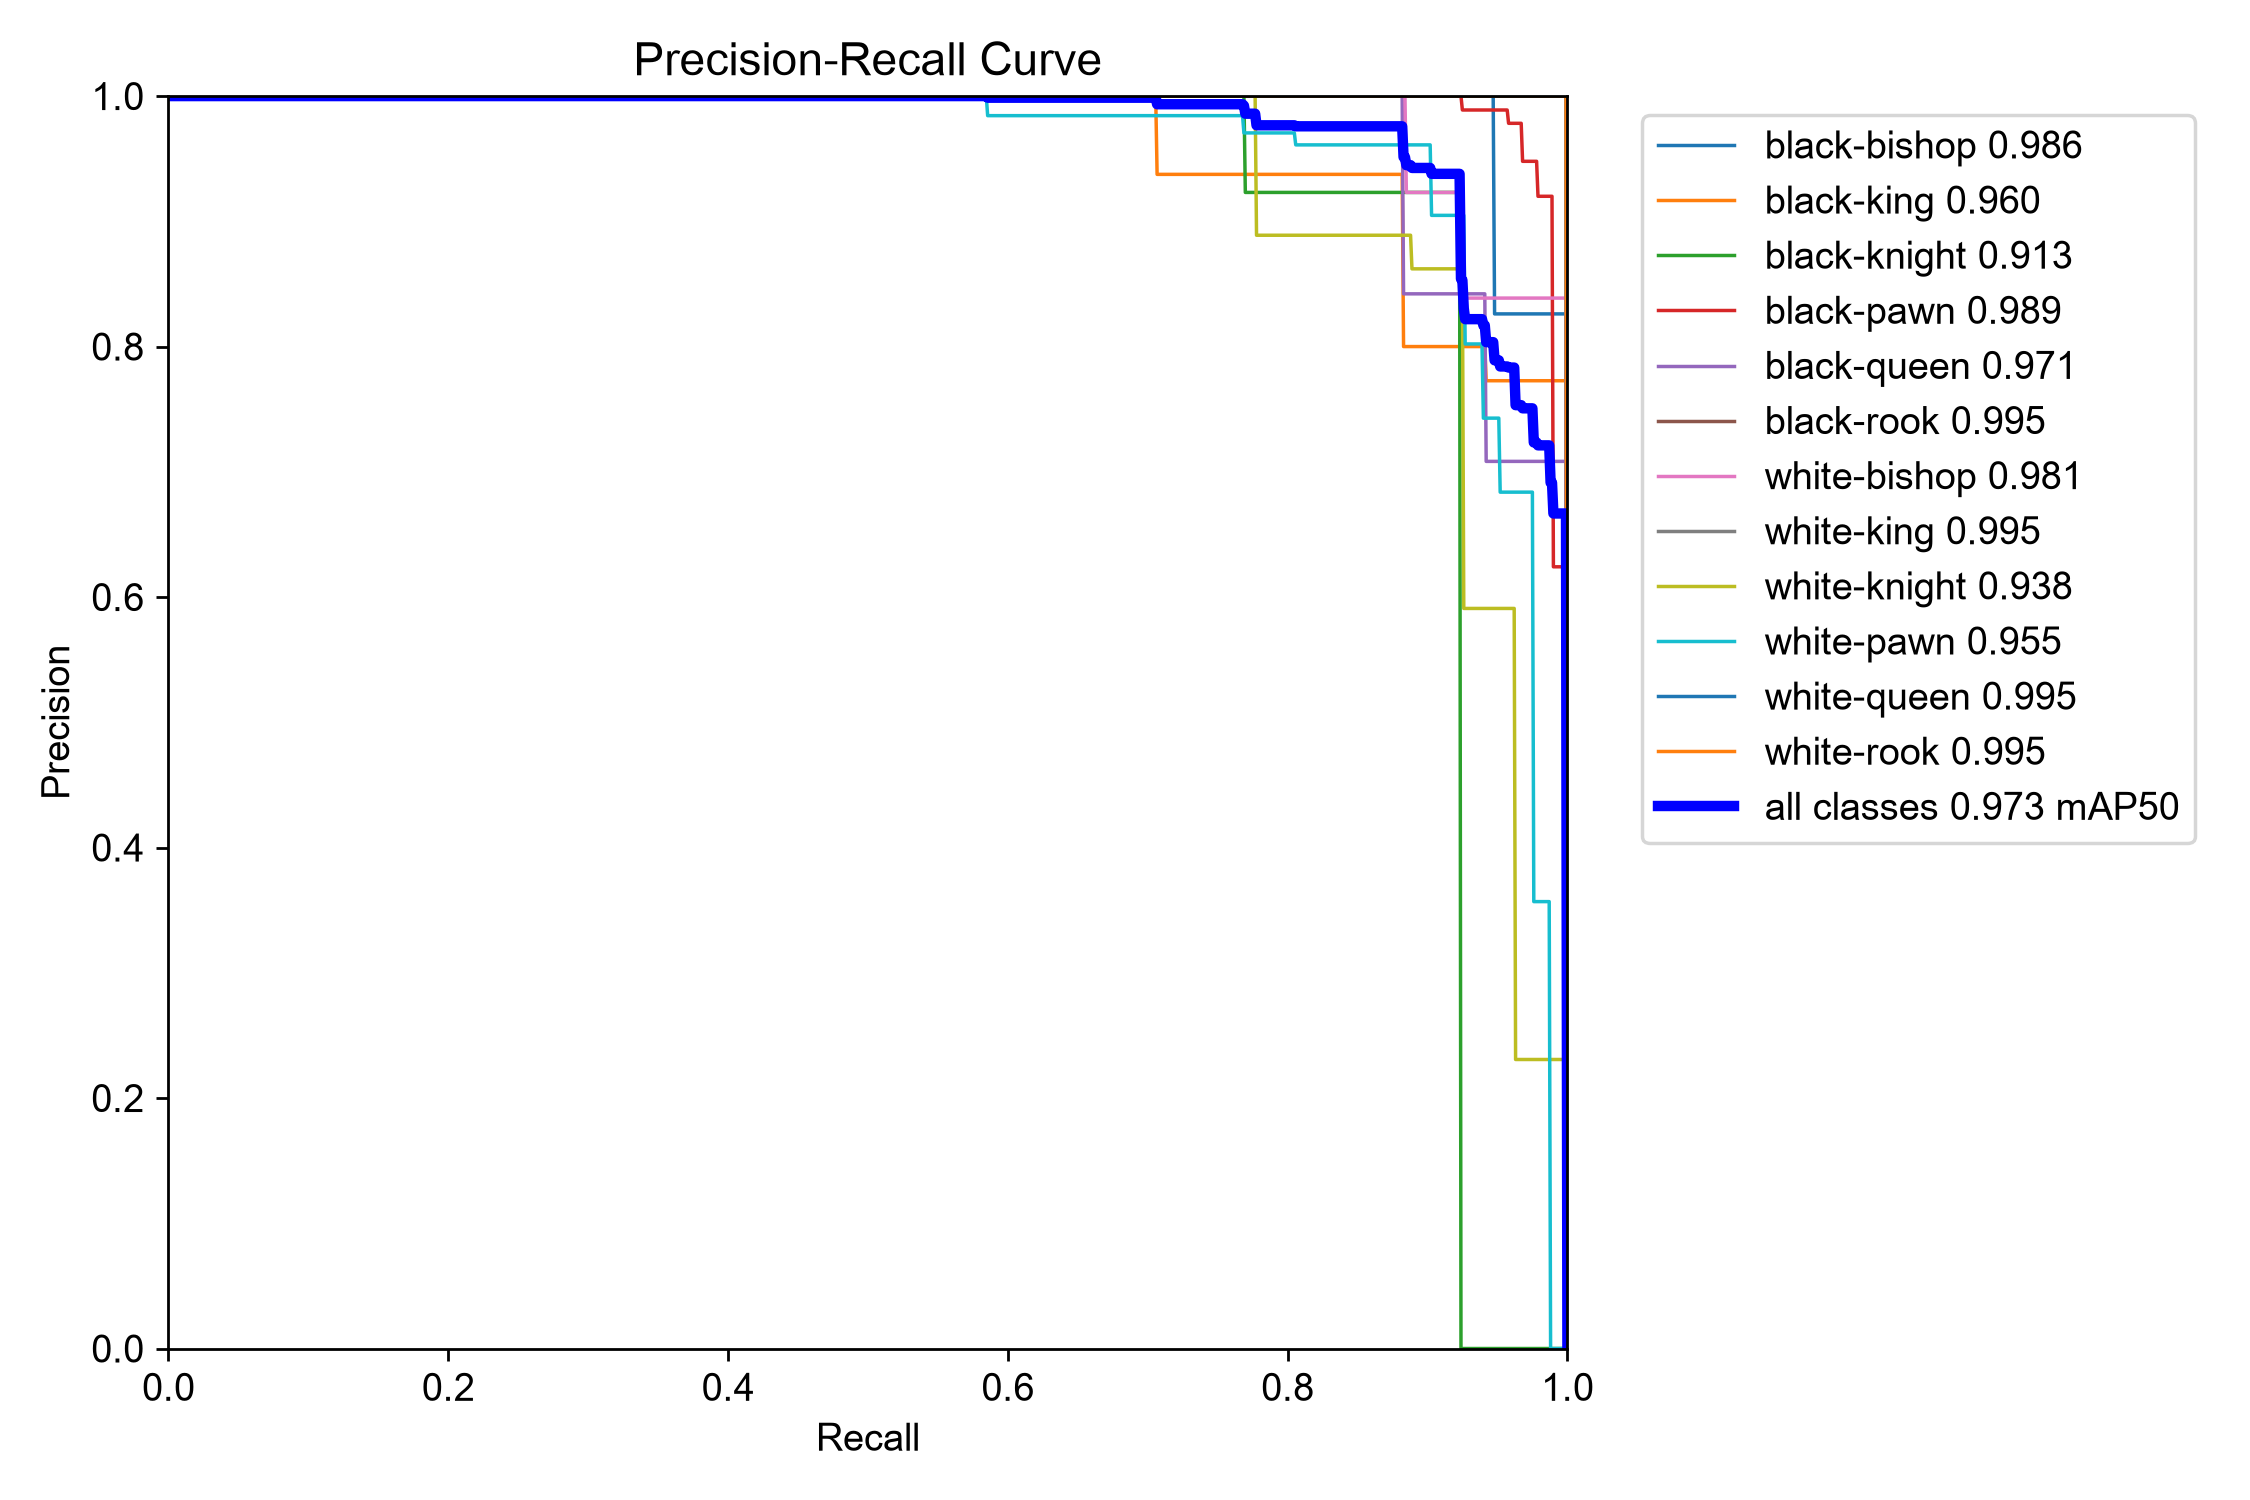 Precision-Recall Curve
1.0
0.8
0.6
0.4
0.2
0.0
Precision
0.0 0.2 0.4 0.6 0.8 1.0
Recall
black-bishop 0.986
black-king 0.960
black-knight 0.913
black-pawn 0.989
black-queen 0.971
black-rook 0.995
white-bishop 0.981
white-king 0.995
white-knight 0.938
white-pawn 0.955
white-queen 0.995
white-rook 0.995
all classes 0.973 mAP50